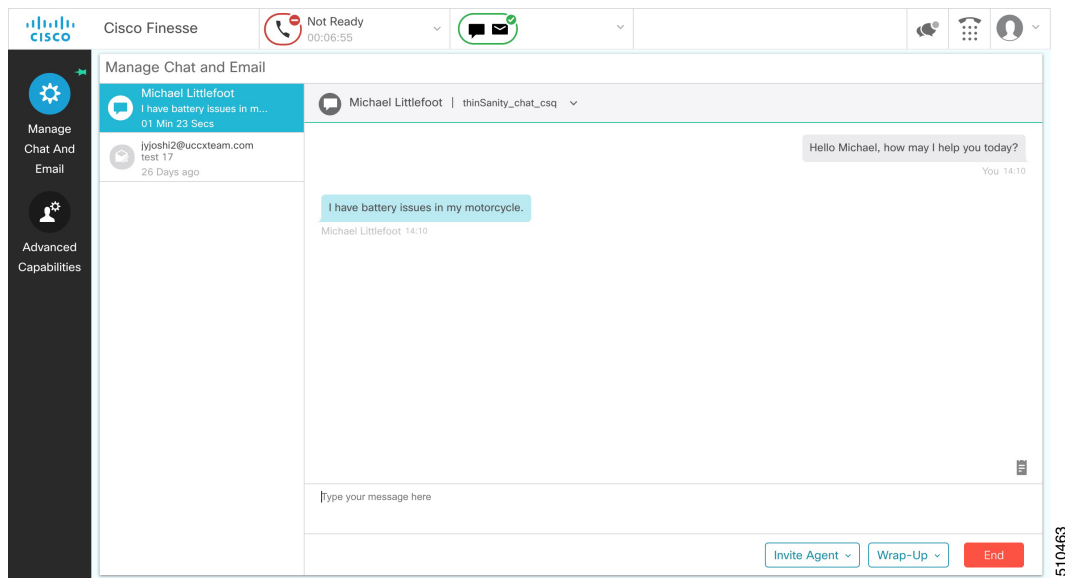 CISCO
Cisco Finesse
Not Ready
00:06:55
Manage
Chat And
Email
Advanced
Capabilities
Manage Chat and Email
Michael Littlefoot
I have battery issues in m...
01 Min 23 Secs
jyjoshi2@uccxteam.com
test 17
26 Days ago
Michael Littlefoot | thinSanity_chat_csq
Hello Michael, how may I help you today?
You 14:10
I have battery issues in my motorcycle.
Michael Littlefoot 14:10
Type your message here
Invite Agent
Wrap-Up
End
510463